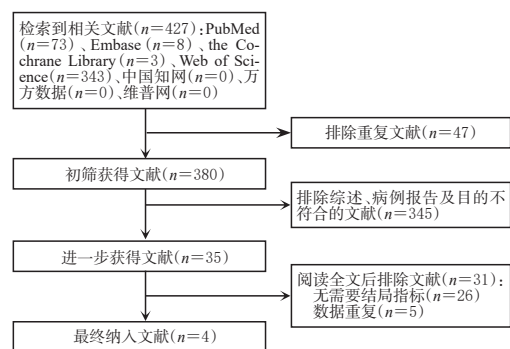 检索到相关文献(n=427):PubMed
(n=73)、Embase(n=8)、the Co-
chrane Library(n=3)、Web of Sci-
ence(n=343)、中国知网(n=0)、万
方数据(n=0)、维普网(n=0)
排除重复文献(n=47)
初筛获得文献(n=380)
排除综述、病例报告及目的不
符合的文献(n=345)
进一步获得文献(n=35)
阅读全文后排除文献(n=31):
无需要结局指标(n=26)
数据重复(n=5)
最终纳入文献(n=4)